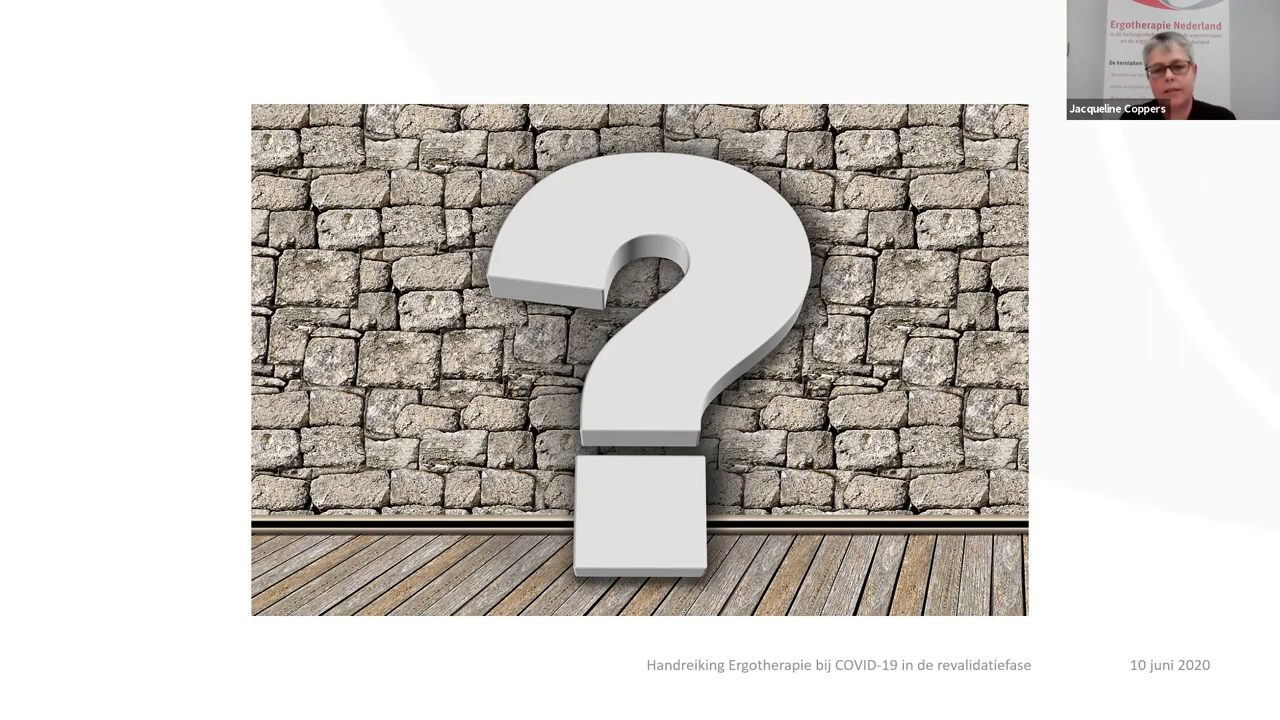 Ergotherapie Nederland
De kerntaken
Jacqueline Coppers
Handreiking Ergotherapie bij COVID-19 in de revalidatiefase
10 juni 2020